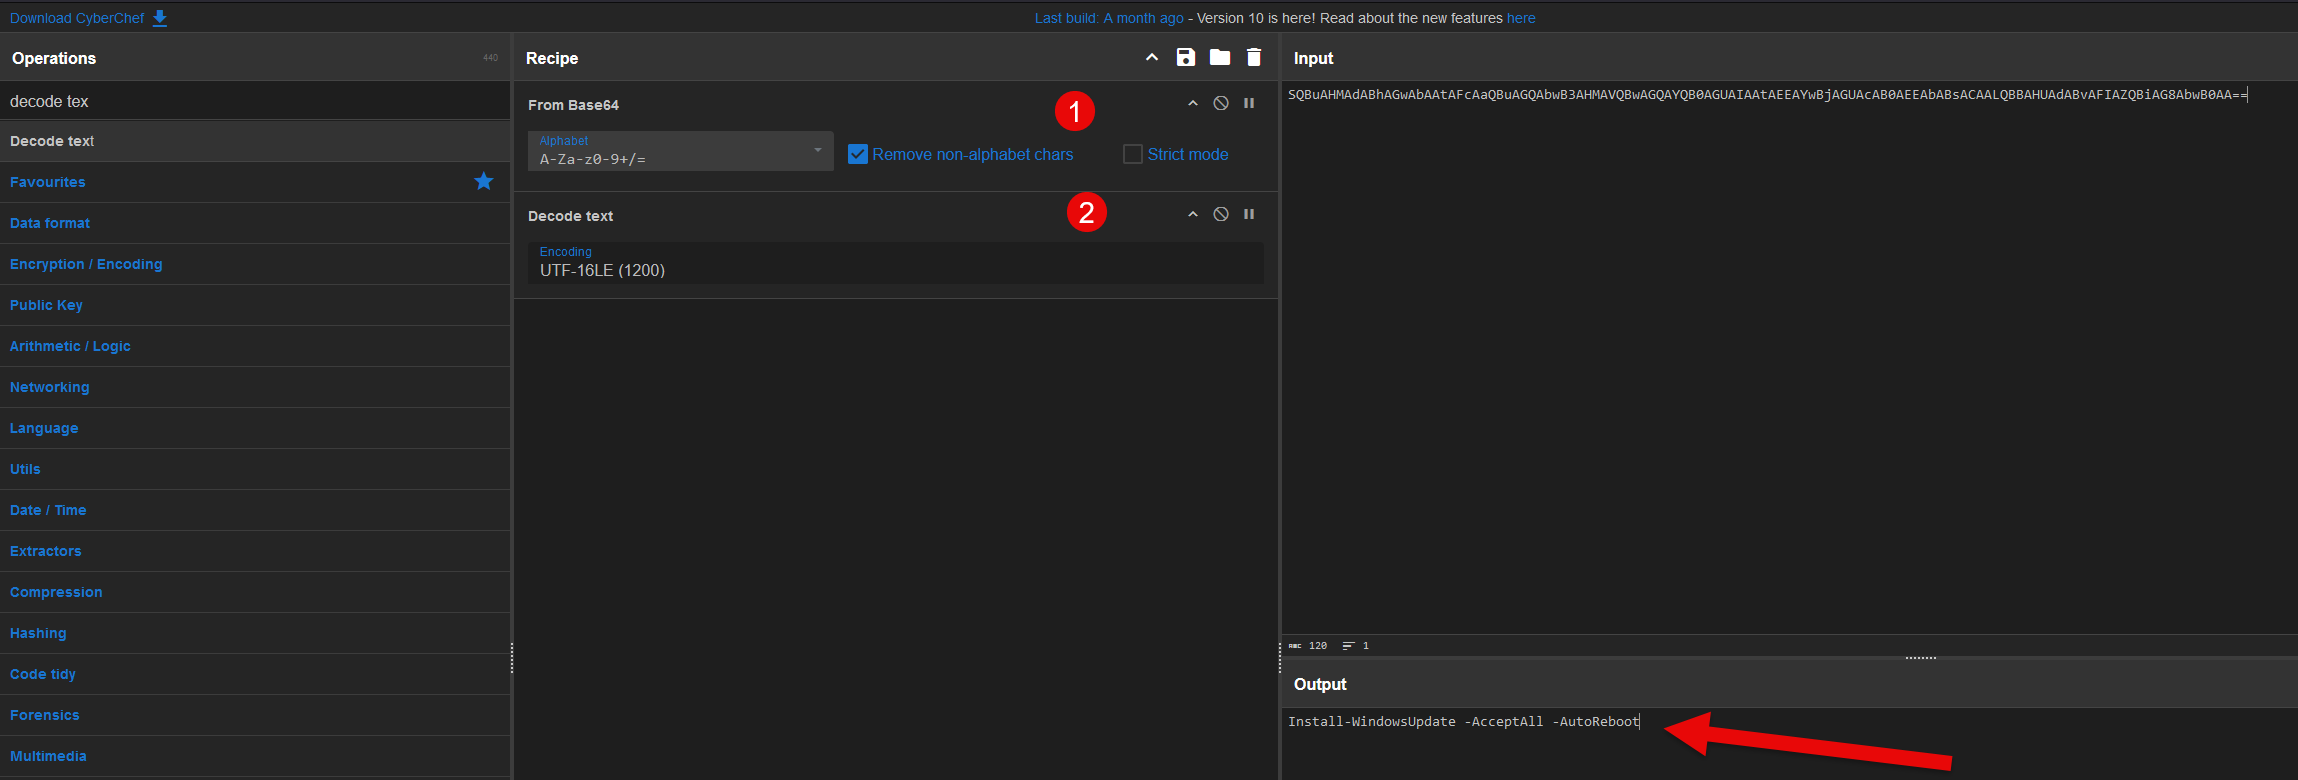 Download CyberChef
Last build: A month ago - Version 10 is here! Read about the new features here
Operations
440
decode tex
Decode text
Favourites
Data format
Encryption / Encoding
Public Key
Arithmetic / Logic
Networking
Language
Utils
Date / Time
Extractors
Compression
Hashing
Code tidy
Forensics
Multimedia
Recipe
From Base64
1
Alphabet
A-Za-z0-9+/=
Remove non-alphabet chars
Strict mode
Decode text
2
Encoding
UTF-16LE (1200)
Input
SQBuAHMAdABhAGwAbAAtAFcAaQBuAGQAbwB3AHMAVQBwAGQAYQB0AGUAIAAtAEEAYwBjAGUAcAB0AEEAbABsACAALQBBAHUAdABvAFIAZQBiAG8AbwB0AA==
ABC 120 1
Output
Install-WindowsUpdate -AcceptAll -AutoReboot